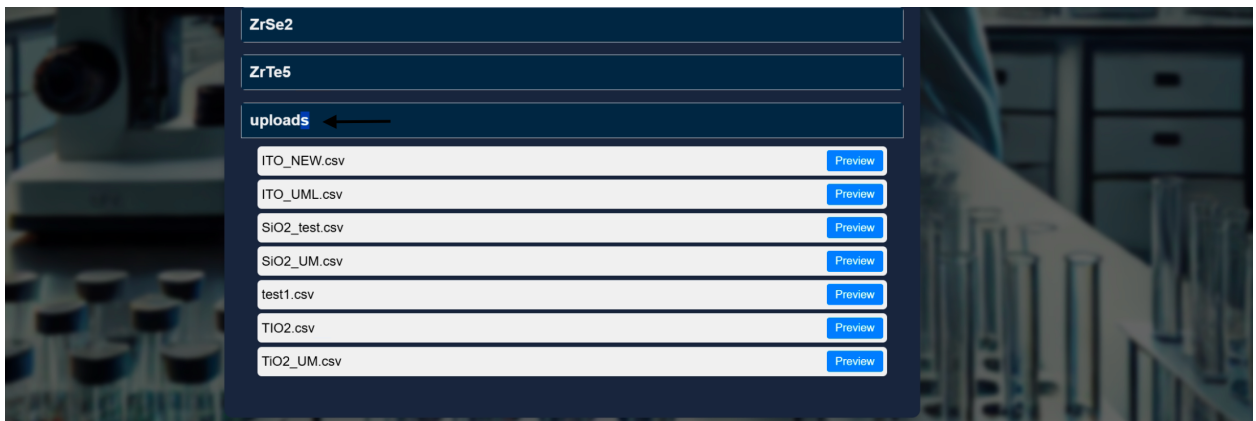 ZrSe2
ZrTe5
uploads
ITO_NEW.csv Preview
ITO_UML.csv Preview
SiO2_test.csv Preview
SiO2_UM.csv Preview
test1.csv Preview
TIO2.csv Preview
TiO2_UM.csv Preview